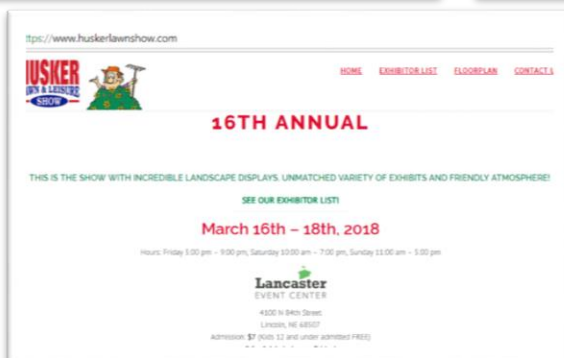 ttps://www.huskerlawnshow.com
HUSKER
LAWN & LEISURE
SHOW
HOME EXHIBITOR LIST FLOORPLAN CONTACT U
16TH ANNUAL
THIS IS THE SHOW WITH INCREDIBLE LANDSCAPE DISPLAYS. UNMATCHED VARIETY OF EXHIBITS AND FRIENDLY ATMOSPHERE!
SEE OUR EXHIBITOR LIST!
March 16th – 18th, 2018
Hours: Friday 5:00 pm – 9:00 pm, Saturday 10:00 am – 7:00 pm, Sunday 11:00 am – 5:00 pm
Lancaster
EVENT CENTER
4100 N 84th Street
Lincoln, NE 68507
Admission: $7 (Kids 12 and under admitted FREE)